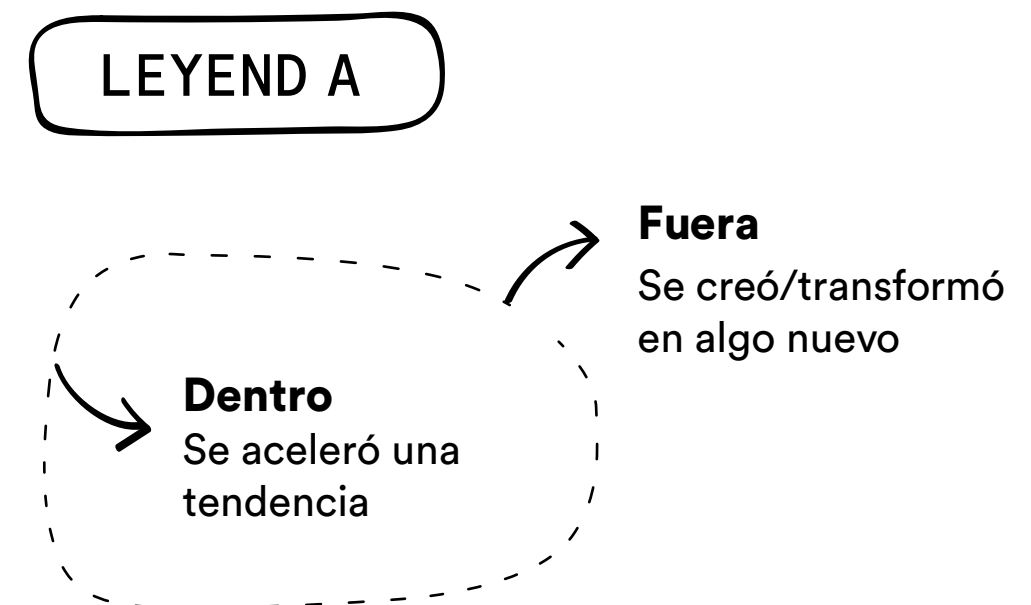 LEYEND A
Fuera
Se creó/transformó
en algo nuevo
Dentro
Se aceleró una
tendencia